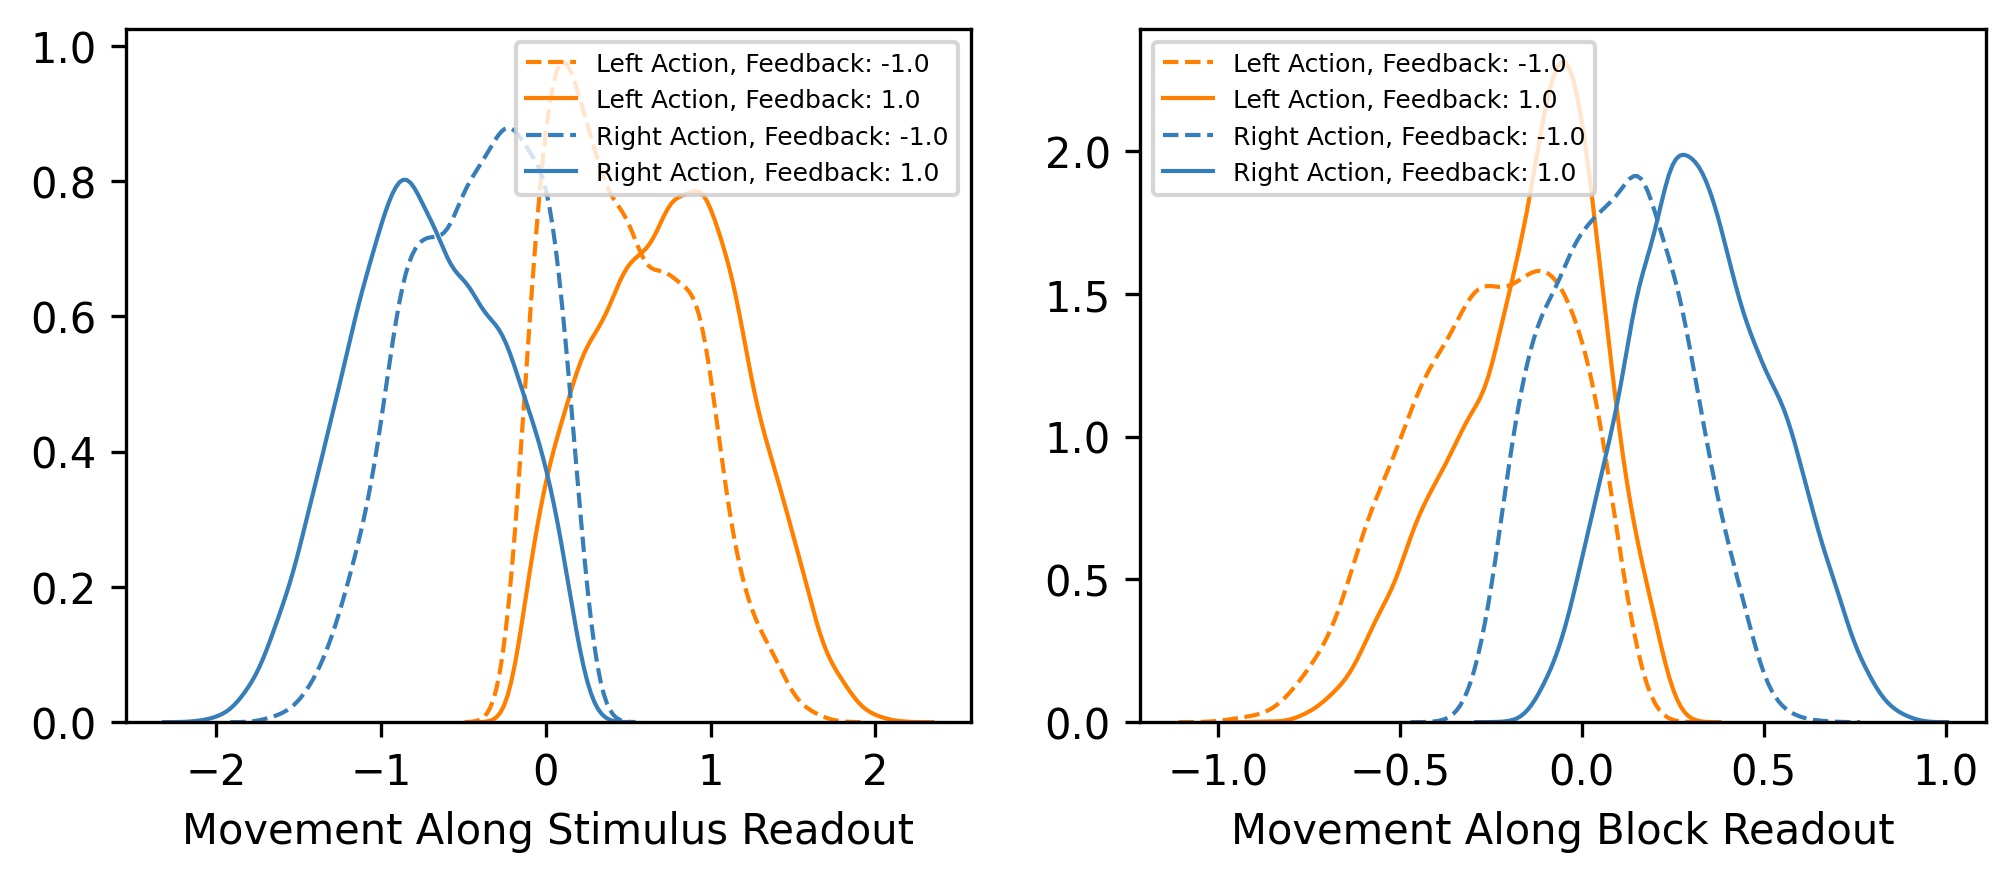 1.0
0.8
0.6
0.4
0.2
0.0
Left Action, Feedback: -1.0
Left Action, Feedback: 1.0
Right Action, Feedback: -1.0
Right Action, Feedback: 1.0
−2 −1 0 1 2
Movement Along Stimulus Readout
2.0
1.5
1.0
0.5
0.0
Left Action, Feedback: -1.0
Left Action, Feedback: 1.0
Right Action, Feedback: -1.0
Right Action, Feedback: 1.0
−1.0 −0.5 0.0 0.5 1.0
Movement Along Block Readout